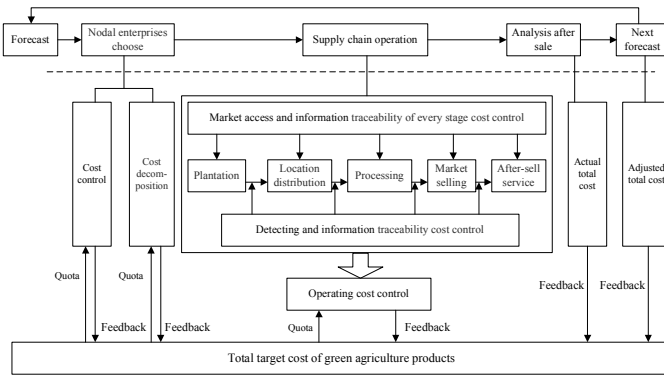 Forecast
Nodal enterprises
choose
Supply chain operation
Analysis after
sale
Next
forecast
Market access and information traceability of every stage cost control
Cost
control
Cost
decom-
position
Plantation
Location
distribution
Processing
Market
selling
After-sell
service
Actual
total
cost
Adjusted
total cost
Detecting and information traceability cost control
Quota
Quota
Operating cost control
Feedback
Feedback
Feedback
Feedback
Quota
Feedback
Total target cost of green agriculture products